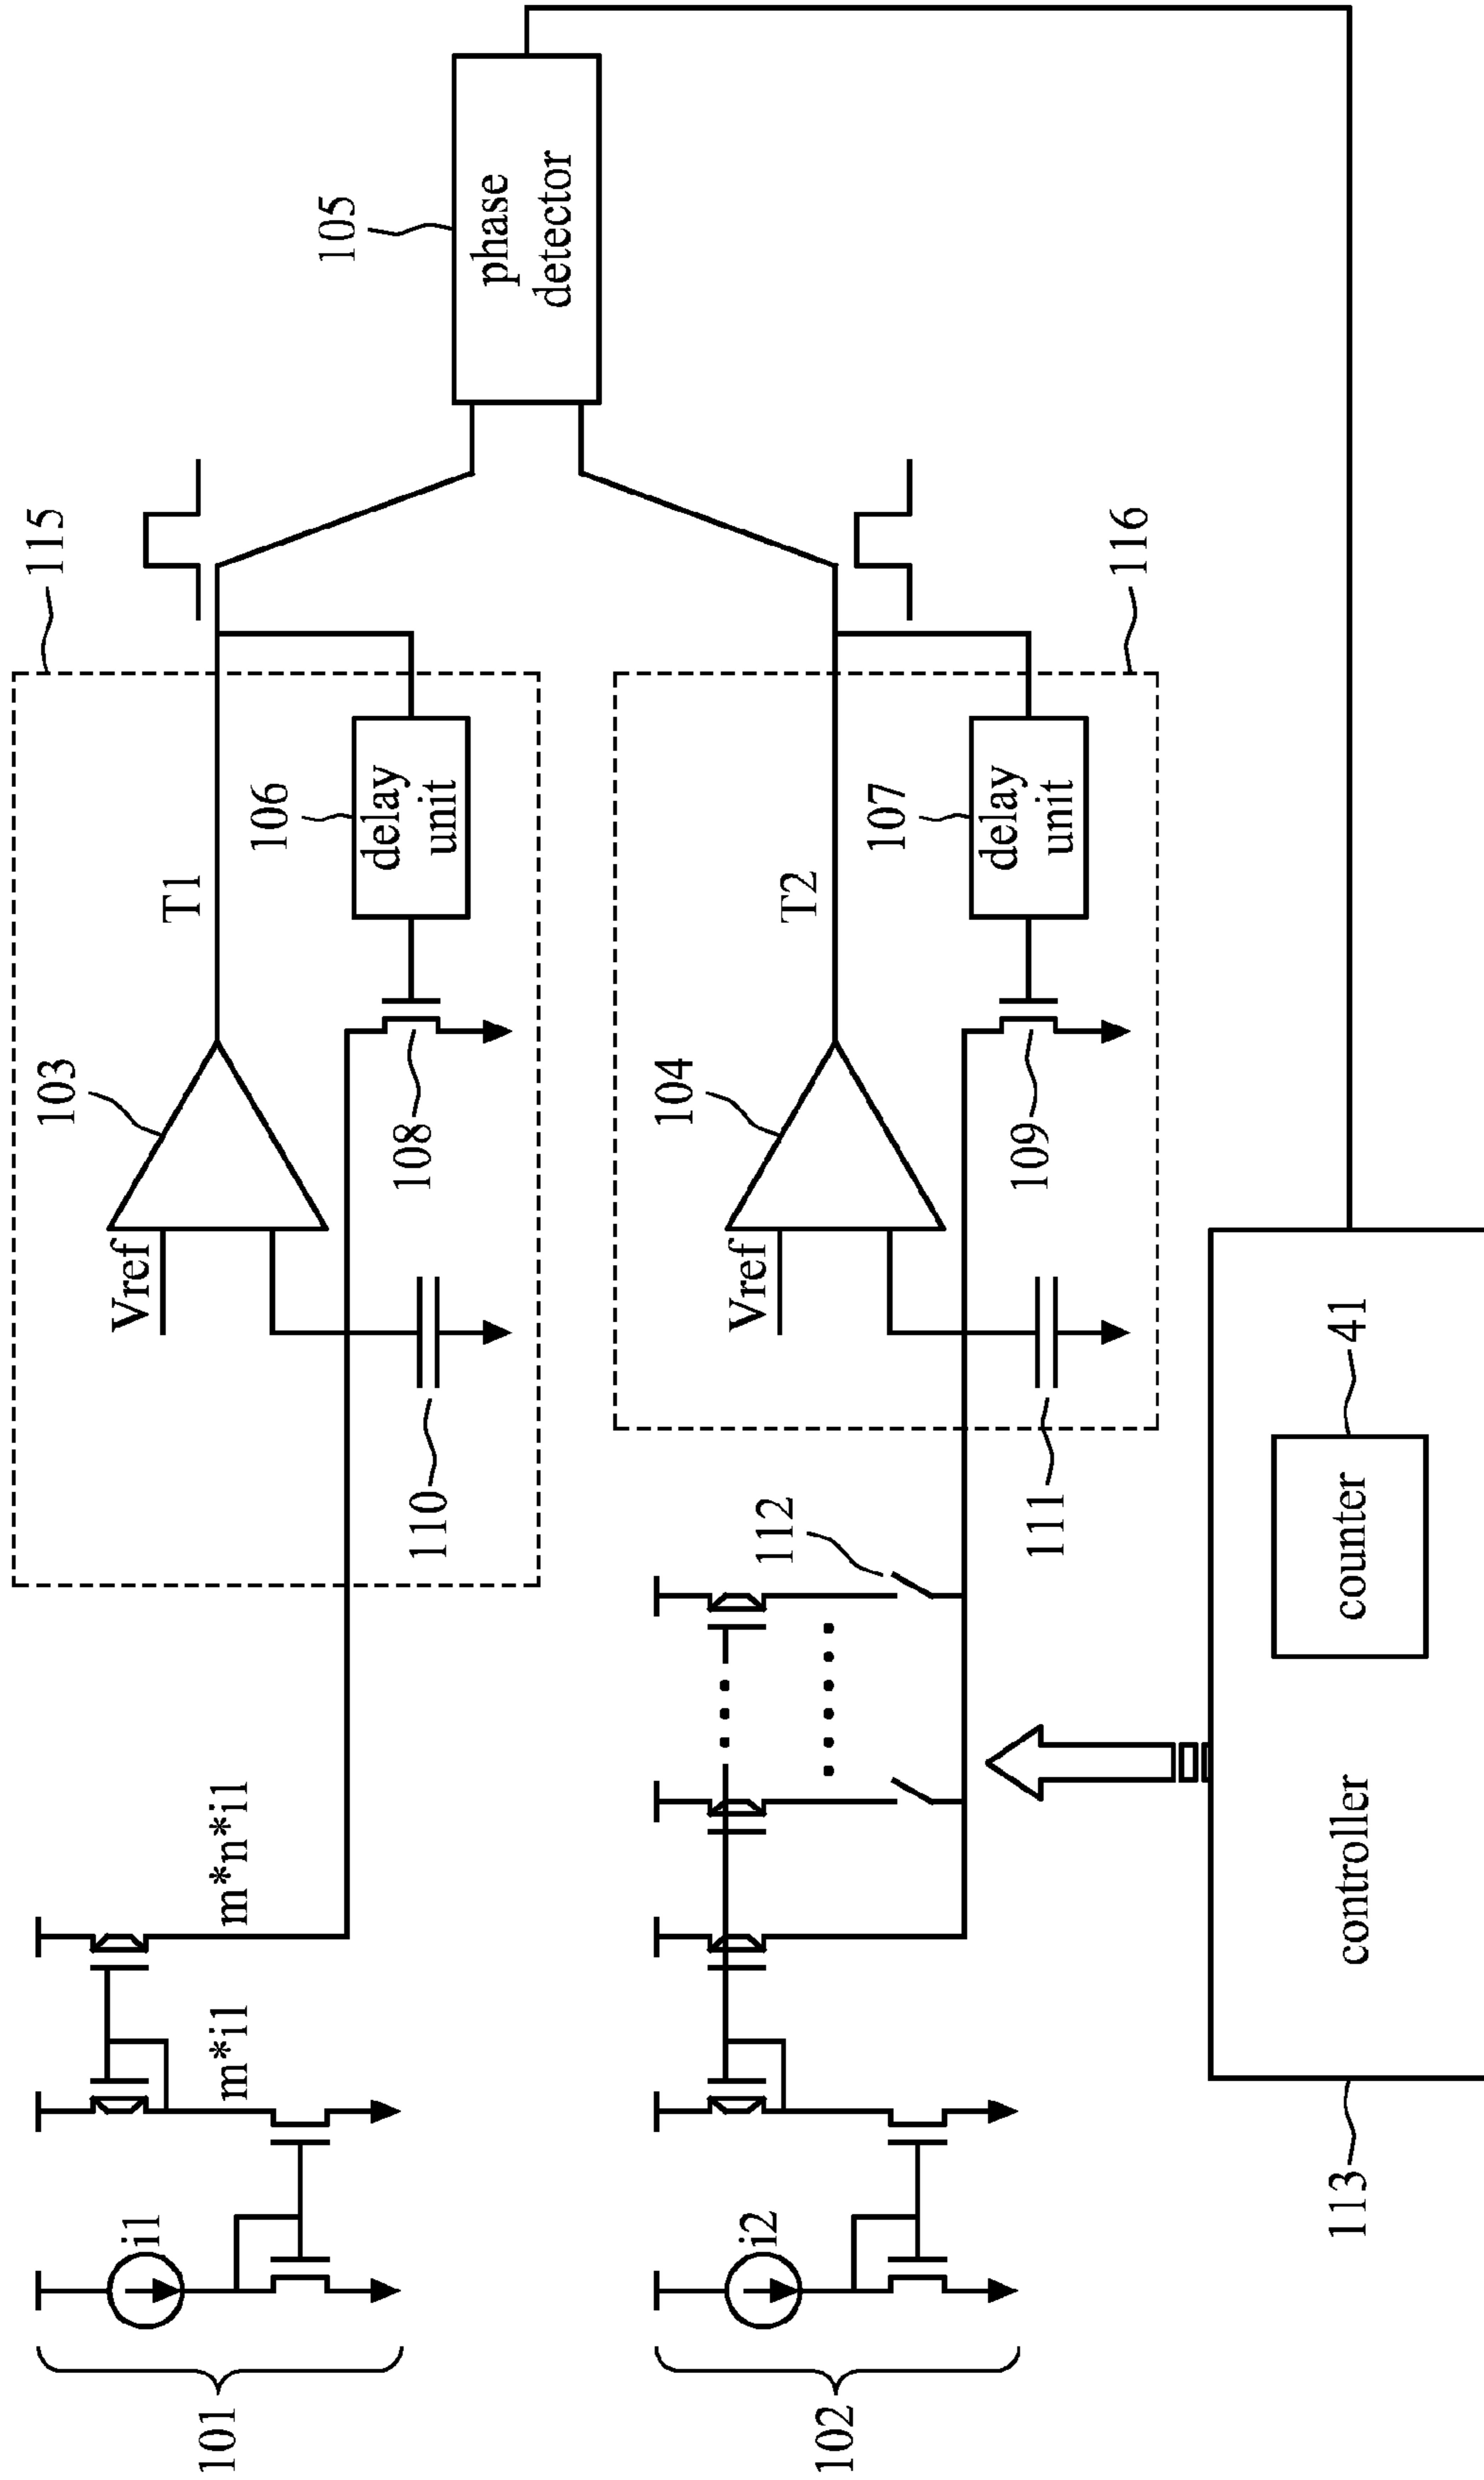 101
i1
m*i1
m*n*i1
110
Vref
103
108
T1
106
delay
unit
115
105
phase
detector
102
i2
112
111
Vref
104
109
T2
107
delay
unit
116
113
controller
counter
41